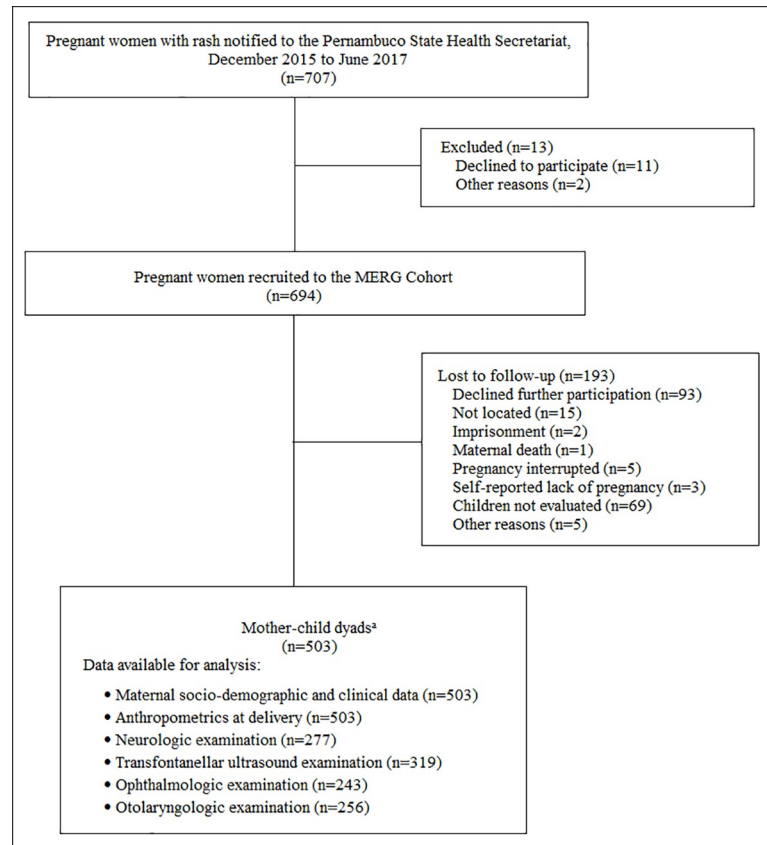 Pregnant women with rash notified to the Pernambuco State Health Secretariat,
December 2015 to June 2017
(n=707)
Excluded (n=13)
Declined to participate (n=11)
Other reasons (n=2)
Pregnant women recruited to the MERG Cohort
(n=694)
Lost to follow-up (n=193)
Declined further participation (n=93)
Not located (n=15)
Imprisonment (n=2)
Maternal death (n=1)
Pregnancy interrupted (n=5)
Self-reported lack of pregnancy (n=3)
Children not evaluated (n=69)
Other reasons (n=5)
Mother-child dyadsª
(n=503)
Data available for analysis:
• Maternal socio-demographic and clinical data (n=503)
• Anthropometrics at delivery (n=503)
• Neurologic examination (n=277)
• Transfontanellar ultrasound examination (n=319)
• Ophthalmologic examination (n=243)
• Otolaryngologic examination (n=256)